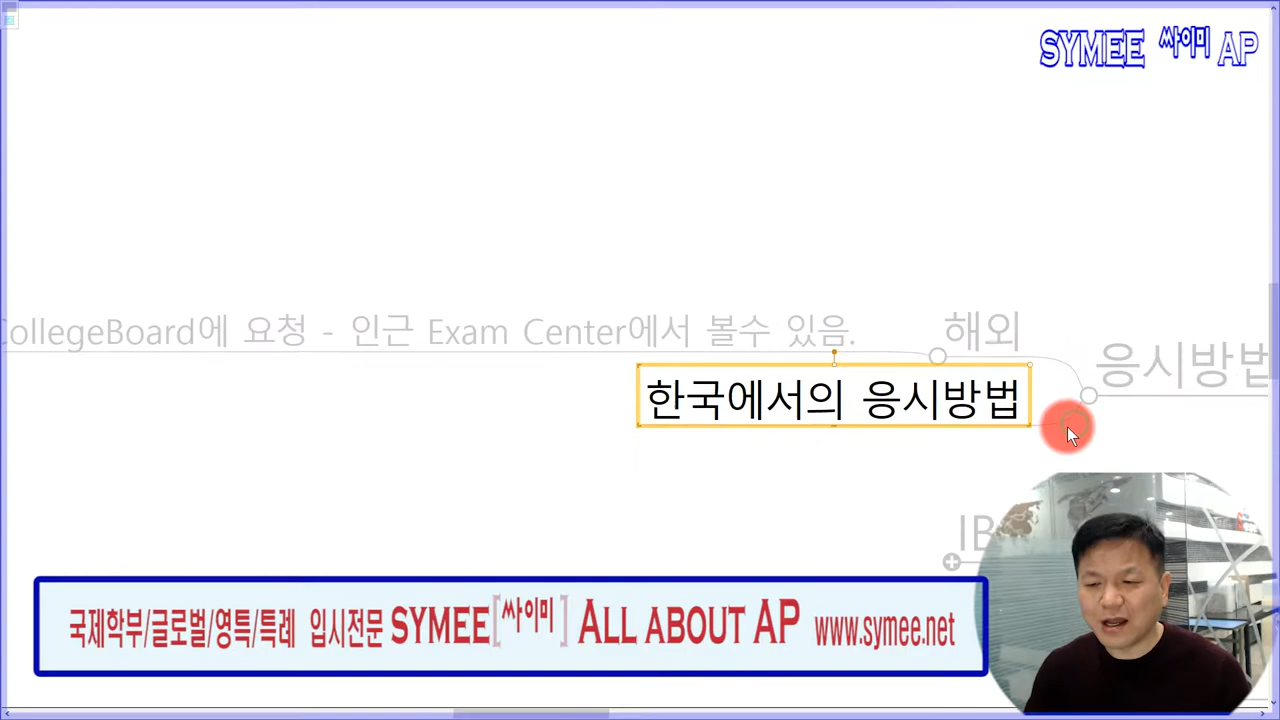 SYMEE 싸이미 AP
CollegeBoard에 요청 - 인근 Exam Center에서 볼수 있음.
해외
응시방법
한국에서의 응시방법
IB
국제학부/글로벌/영특/특례 입시전문 SYMEE[싸이미] ALL ABOUT AP www.symee.net